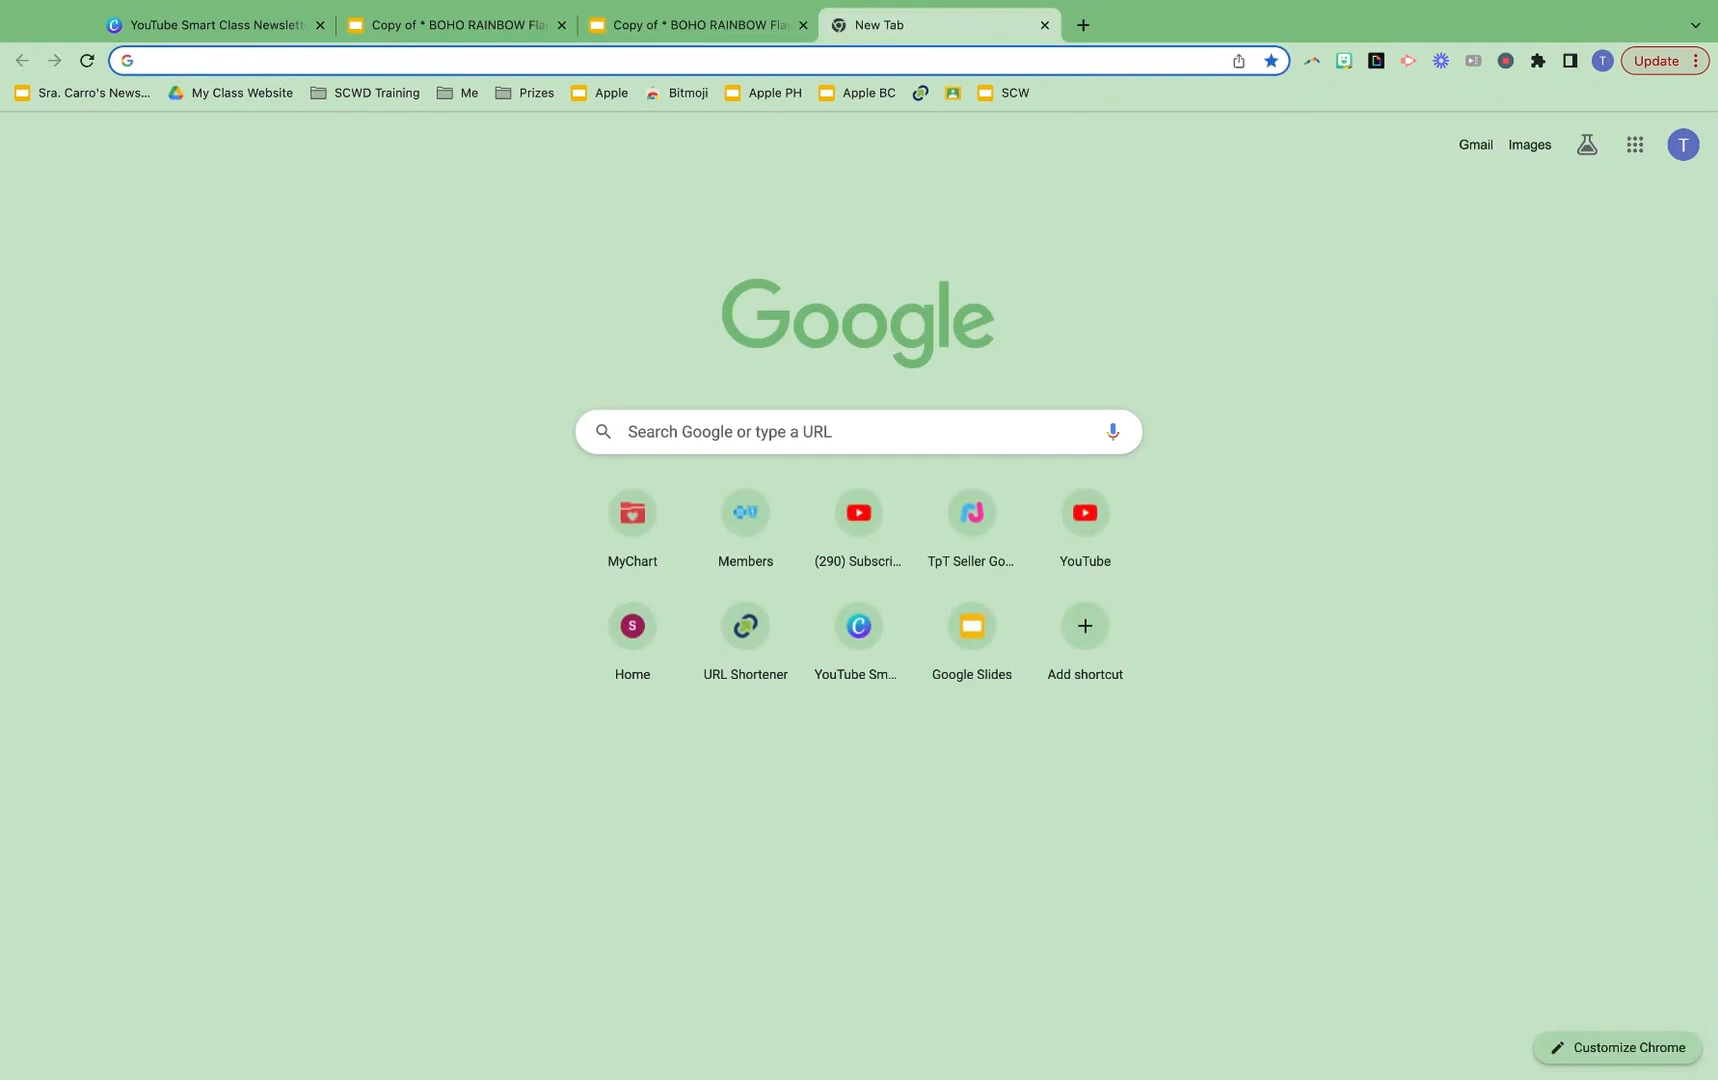 YouTube Smart Class Newslett
Copy of * BOHO RAINBOW Fla
Copy of * BOHO RAINBOW Fla
New Tab
Update
Sra. Carro's News...
My Class Website
SCWD Training
Me
Prizes
Apple
Bitmoji
Apple PH
Apple BC
SCW
Gmail
Images
T
Google
Search Google or type a URL
MyChart
Members
(290) Subscri...
TpT Seller Go...
YouTube
S
Home
URL Shortener
YouTube Sm...
Google Slides
Add shortcut
Customize Chrome